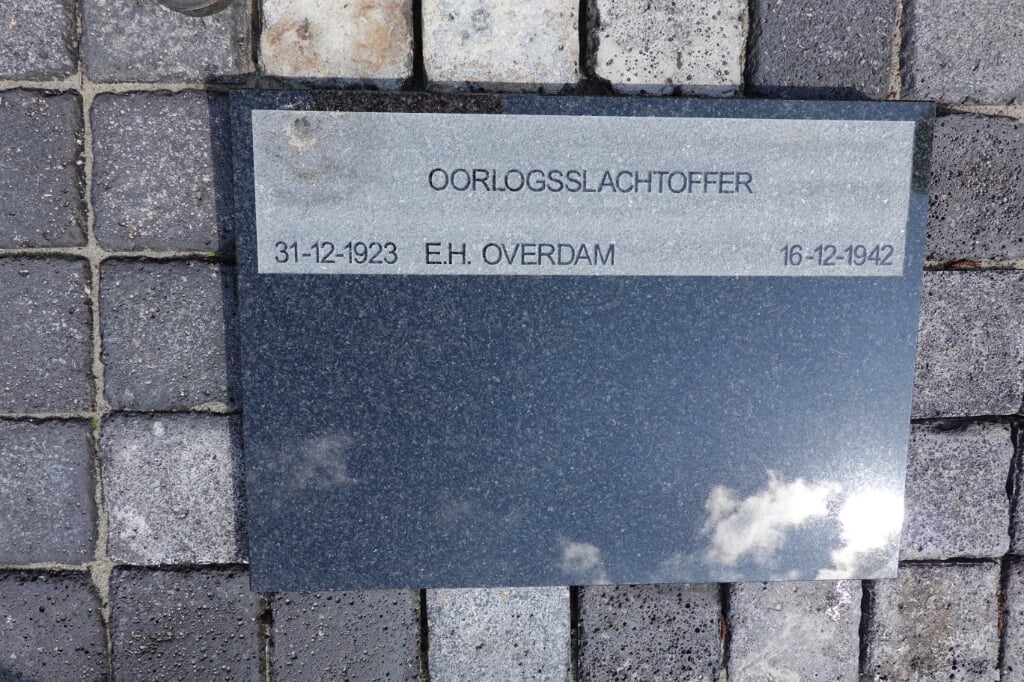 OORLOGSSLACHTOFFER
31-12-1923 E.H. OVERDAM 16-12-1942